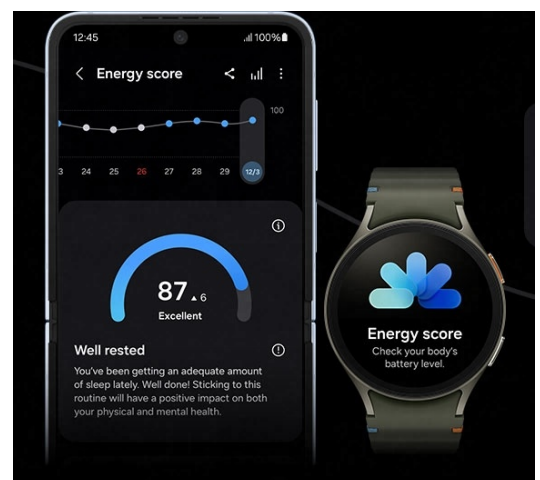 12:45
100%
Energy score
100
3 24 25 26 27 28 29 12/3
87 ▲ 6
Excellent
Well rested
You've been getting an adequate amount
of sleep lately. Well done! Sticking to this
routine will have a positive impact on both
your physical and mental health.
Energy score
Check your body's
battery level.